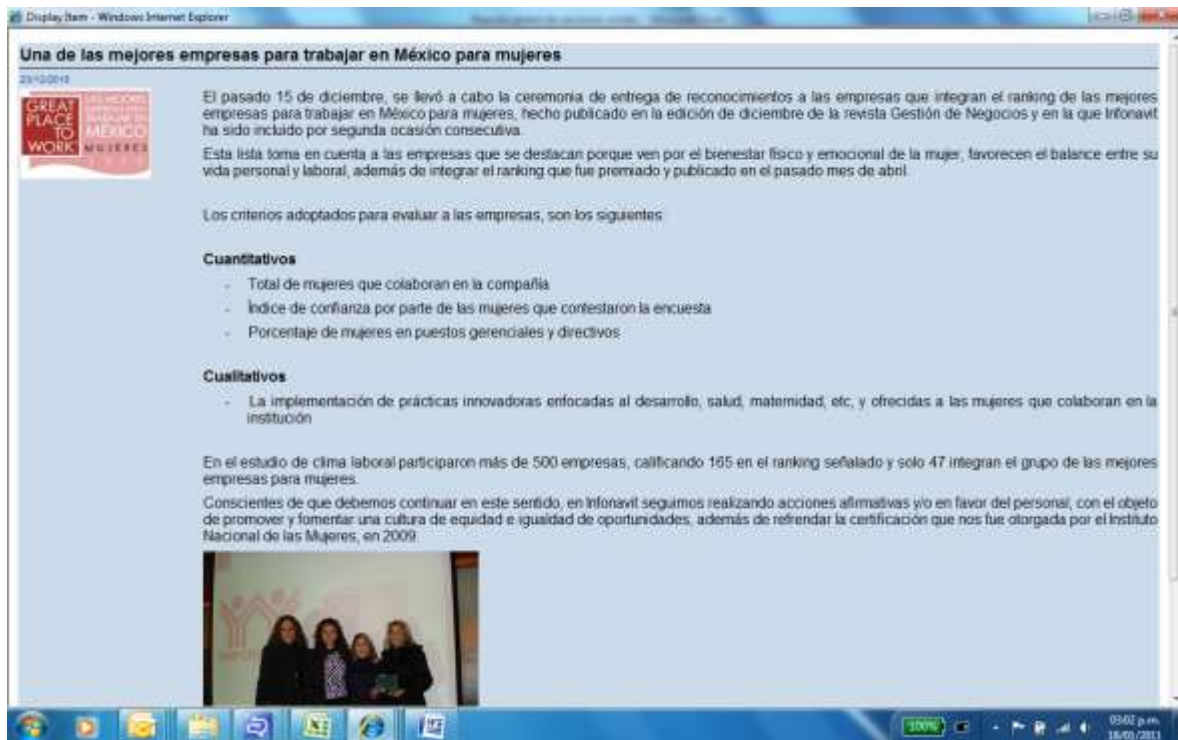 Display Item - Windows Internet Explorer
Una de las mejores empresas para trabajar en México para mujeres
GREAT
PLACE
TO
WORK
MÉXICO
MUJERES
El pasado 15 de diciembre, se llevó a cabo la ceremonia de entrega de reconocimientos a las empresas que integran el ranking de las mejores
empresas para trabajar en México para mujeres, hecho publicado en la edición de diciembre de la revista Gestión de Negocios y en la que Infonavit
ha sido incluido por segunda ocasión consecutiva.
Esta lista toma en cuenta a las empresas que se destacan porque ven por el bienestar físico y emocional de la mujer, favorecen el balance entre su
vida personal y laboral, además de integrar el ranking que fue premiado y publicado en el pasado mes de abril.
Los criterios adoptados para evaluar a las empresas, son los siguientes
Cuantitativos
- Total de mujeres que colaboran en la compañía
- Índice de confianza por parte de las mujeres que contestaron la encuesta
- Porcentaje de mujeres en puestos gerenciales y directivos
Cualitativos
- La implementación de prácticas innovadoras enfocadas al desarrollo, salud, maternidad, etc, y ofrecidas a las mujeres que colaboran en la
institución
En el estudio de clima laboral participaron más de 500 empresas, calificando 165 en el ranking señalado y solo 47 integran el grupo de las mejores
empresas para mujeres.
Conscientes de que debemos continuar en este sentido, en Infonavit seguimos realizando acciones afirmativas y/o en favor del personal, con el objeto
de promover y fomentar una cultura de equidad e igualdad de oportunidades, además de refrendar la certificación que nos fue otorgada por el Instituto
Nacional de las Mujeres, en 2009.
100%
03:02 p.m.
18/01/2011